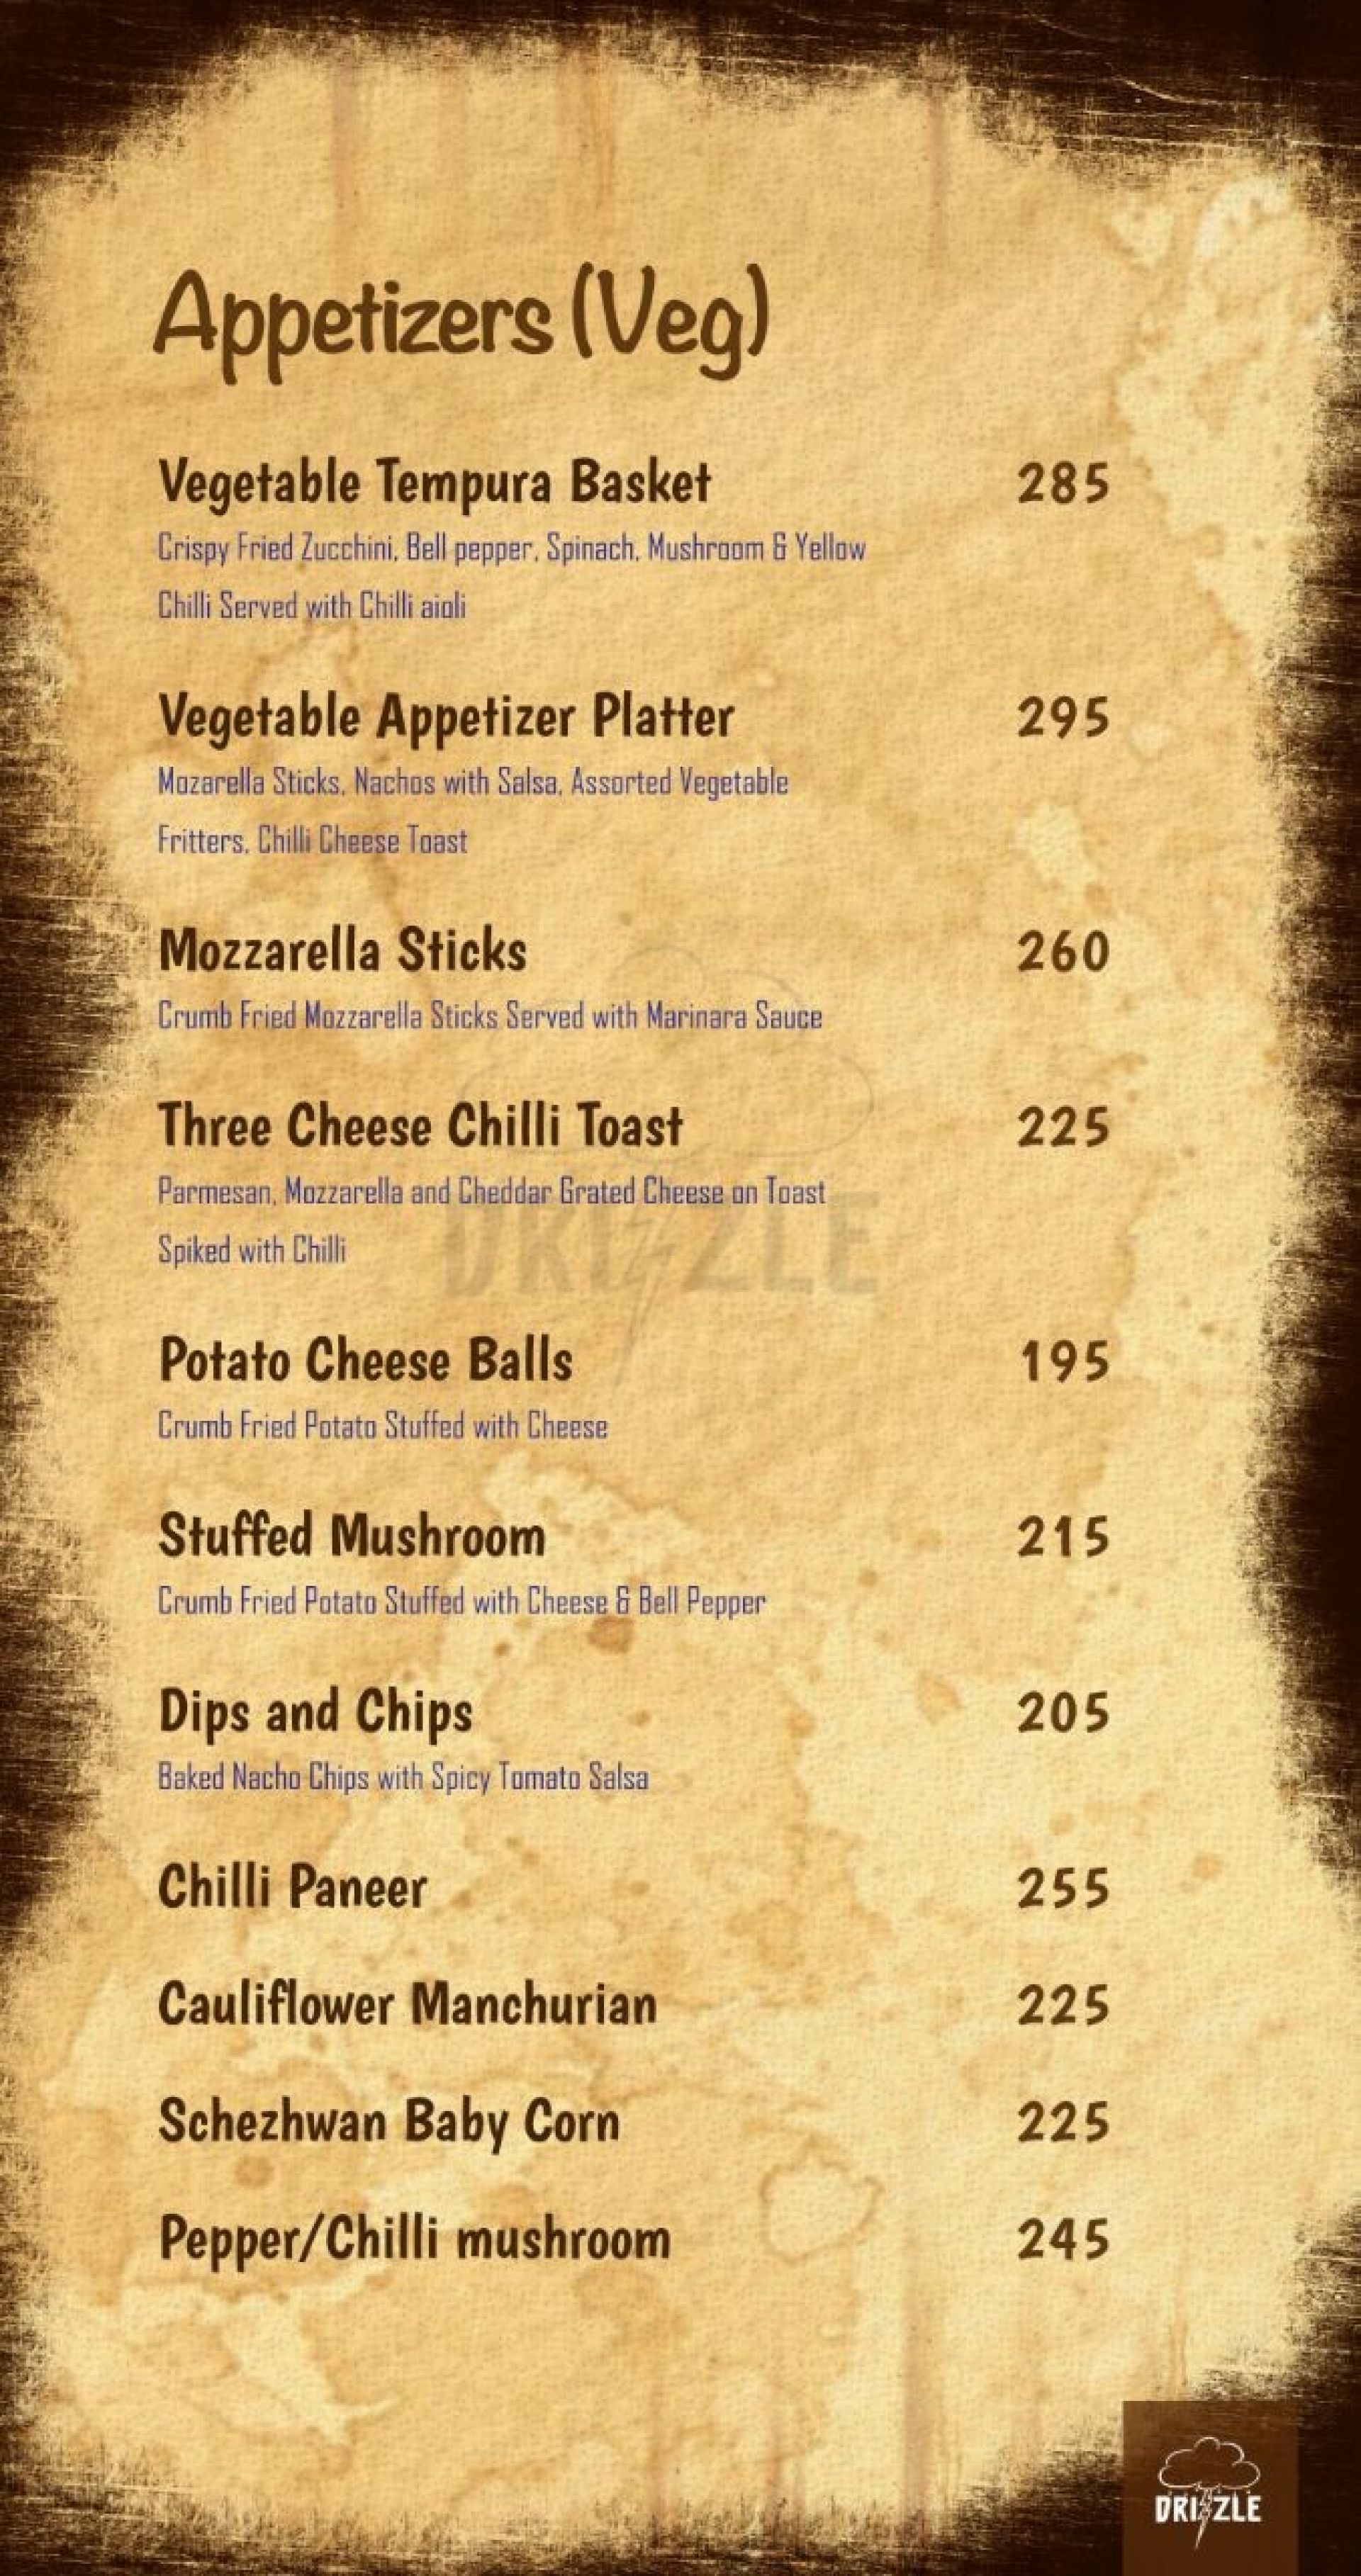 Appetizers (Veg)
Vegetable Tempura Basket 285
Crispy Fried Zucchini, Bell pepper, Spinach, Mushroom & Yellow
Chilli Served with Chilli aioli
Vegetable Appetizer Platter 295
Mozarella Sticks, Nachos with Salsa, Assorted Vegetable
Fritters, Chilli Cheese Toast
Mozzarella Sticks 260
Crumb Fried Mozzarella Sticks Served with Marinara Sauce
Three Cheese Chilli Toast 225
Parmesan, Mozzarella and Cheddar Grated Cheese on Toast
Spiked with Chilli
DRIZZLE
Potato Cheese Balls 195
Crumb Fried Potato Stuffed with Cheese
Stuffed Mushroom 215
Crumb Fried Potato Stuffed with Cheese & Bell Pepper
Dips and Chips 205
Baked Nacho Chips with Spicy Tomato Salsa
Chilli Paneer 255
Cauliflower Manchurian 225
Schezhwan Baby Corn 225
Pepper/Chilli mushroom 245
DRIZZLE